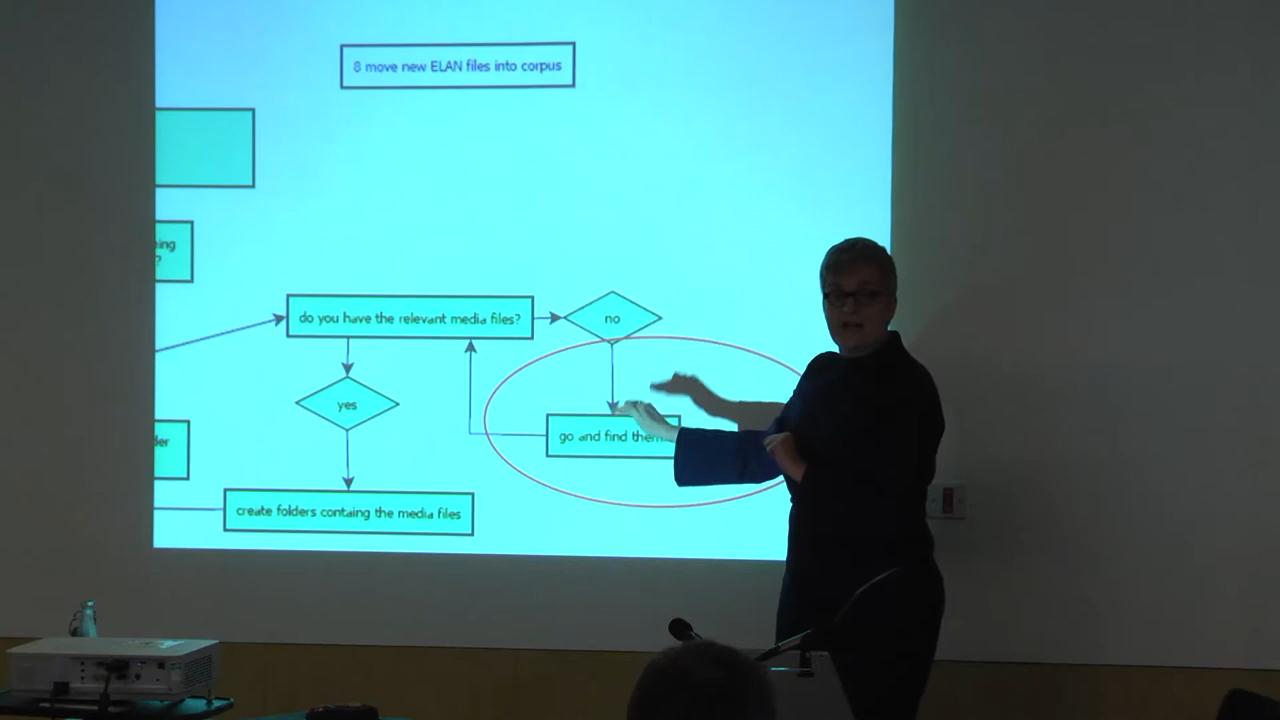 8 move new ELAN files into corpus
?
do you have the relevant media files?
no
yes
go and find
create folders containg the media files